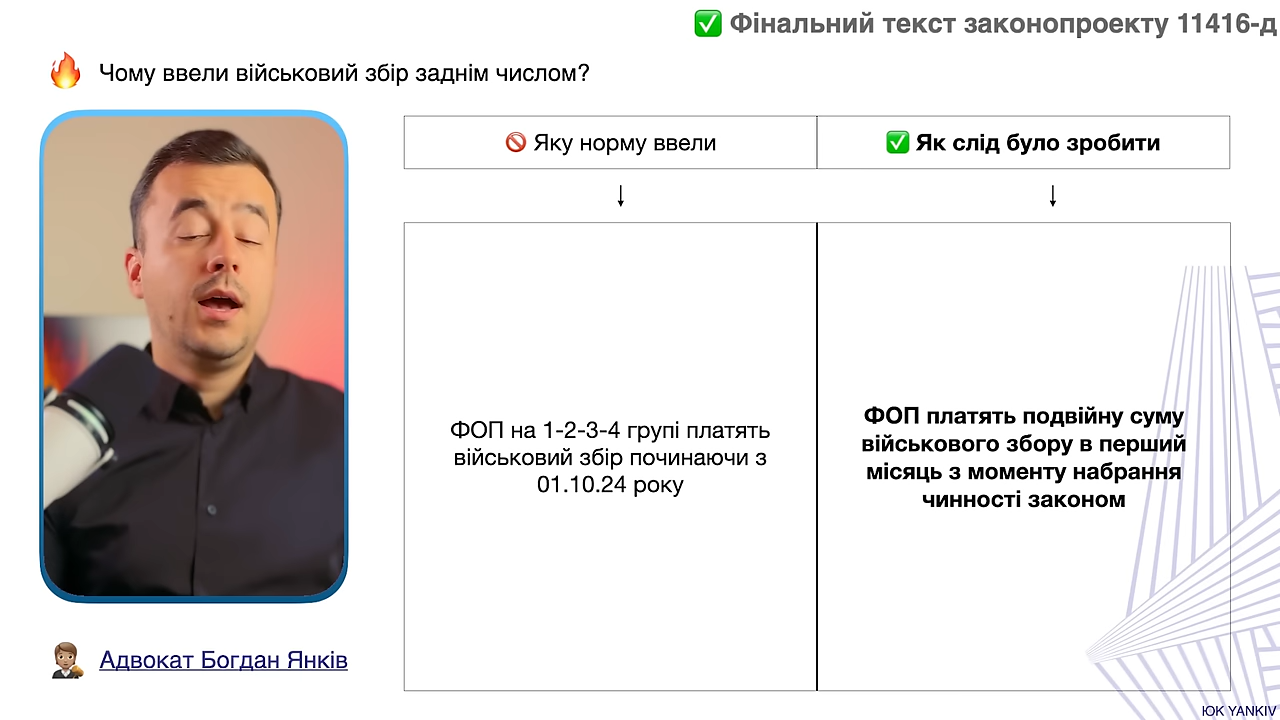 ✅ Фінальний текст законопроекту 11416-д
🔥 Чому ввели військовий збір заднім числом?
🚫 Яку норму ввели
✅ Як слід було зробити
↓
↓
ФОП на 1-2-3-4 групі платять
військовий збір починаючи з
01.10.24 року
ФОП платять подвійну суму
військового збору в перший
місяць з моменту набрання
чинності законом
Адвокат Богдан Янків
ЮК YANKIV